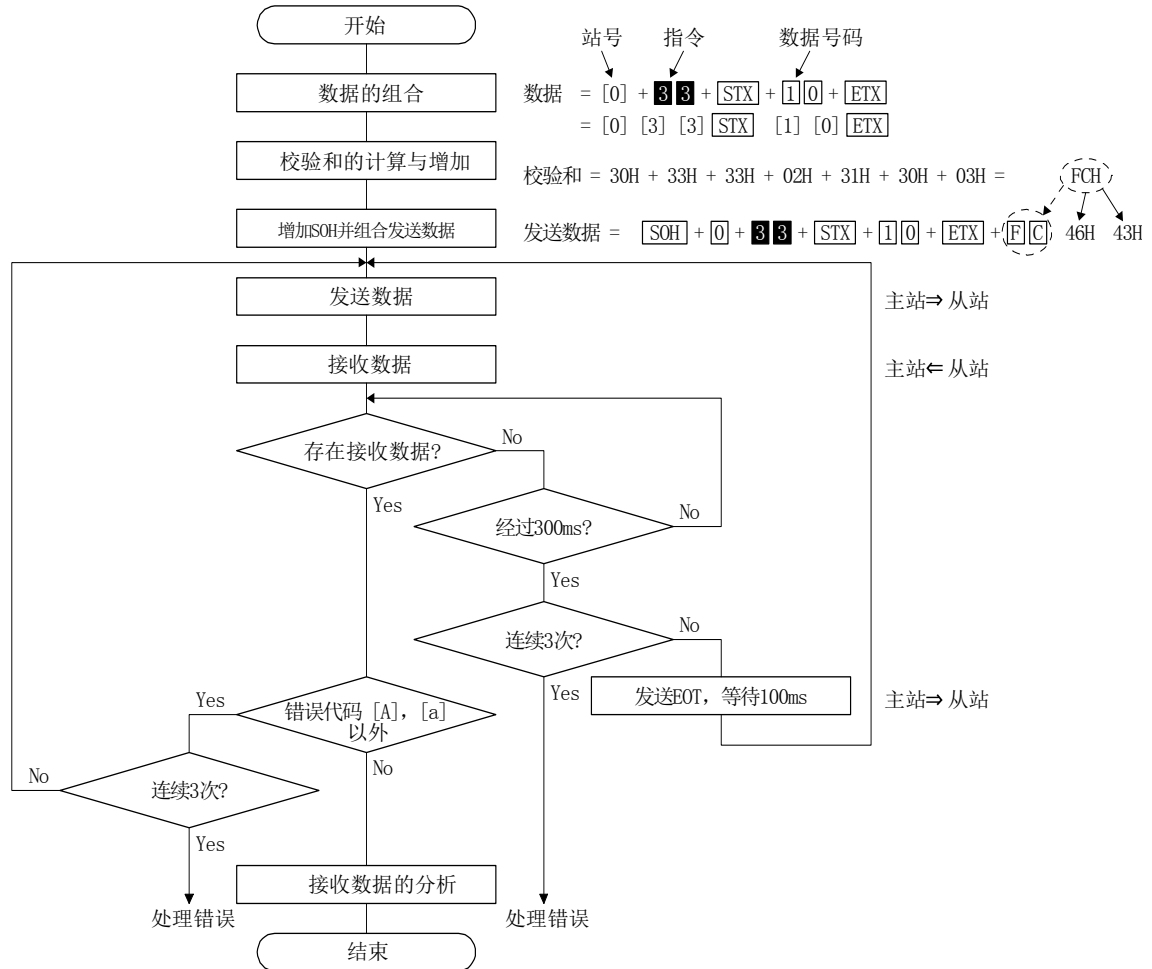 开始
站号 指令 数据号码
数据的组合
数据 = [0] + 3 3 + STX + 1 0 + ETX
= [0] [3] [3] STX [1] [0] ETX
校验和的计算与增加
校验和 = 30H + 33H + 33H + 02H + 31H + 30H + 03H = FCH
增加SOH并组合发送数据
发送数据 = SOH + 0 + 3 3 + STX + 1 0 + ETX + F C 46H 43H
发送数据
主站⇒从站
接收数据
主站⇐从站
存在接收数据?
No
Yes
经过300ms?
No
Yes
连续3次?
No
Yes
发送EOT，等待100ms
主站⇒从站
错误代码 [A]，[a]
以外
Yes
No
连续3次?
No
Yes
接收数据的分析
处理错误
处理错误
结束